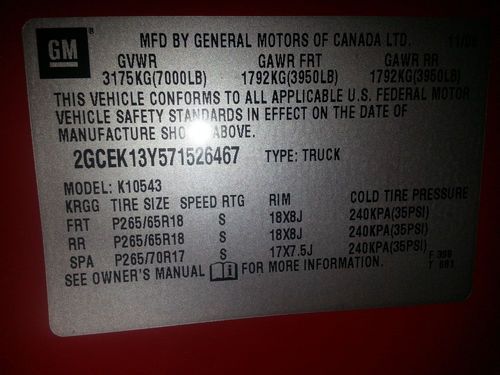 GM
MFD BY GENERAL MOTORS OF CANADA LTD.
GVWR GAWR FRT GAWR RR
3175KG(7000LB) 1792KG(3950LB) 1792KG(3950LB)
THIS VEHICLE CONFORMS TO ALL APPLICABLE U.S. FEDERAL MOTOR
VEHICLE SAFETY STANDARDS IN EFFECT ON THE DATE OF
MANUFACTURE ABOVE.
2GCEK13Y571526467 TYPE: TRUCK
MODEL: K10543
KRGG TIRE SIZE SPEED RTG RIM COLD TIRE PRESSURE
FRT P265/65R18 S 18X8J 240KPA(35PSI)
RR P265/65R18 S 18X8J 240KPA(35PSI)
SPA P265/70R17 S 17X7.5J 240KPA(35PSI)
SEE OWNER'S MANUAL FOR MORE INFORMATION.